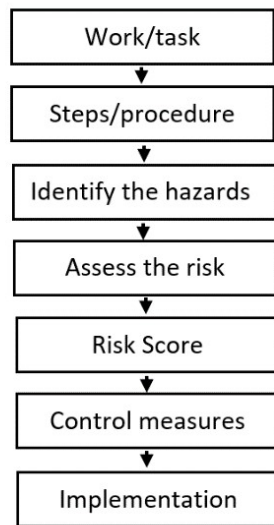 Work/task
Steps/procedure
Identify the hazards
Assess the risk
Risk Score
Control measures
Implementation